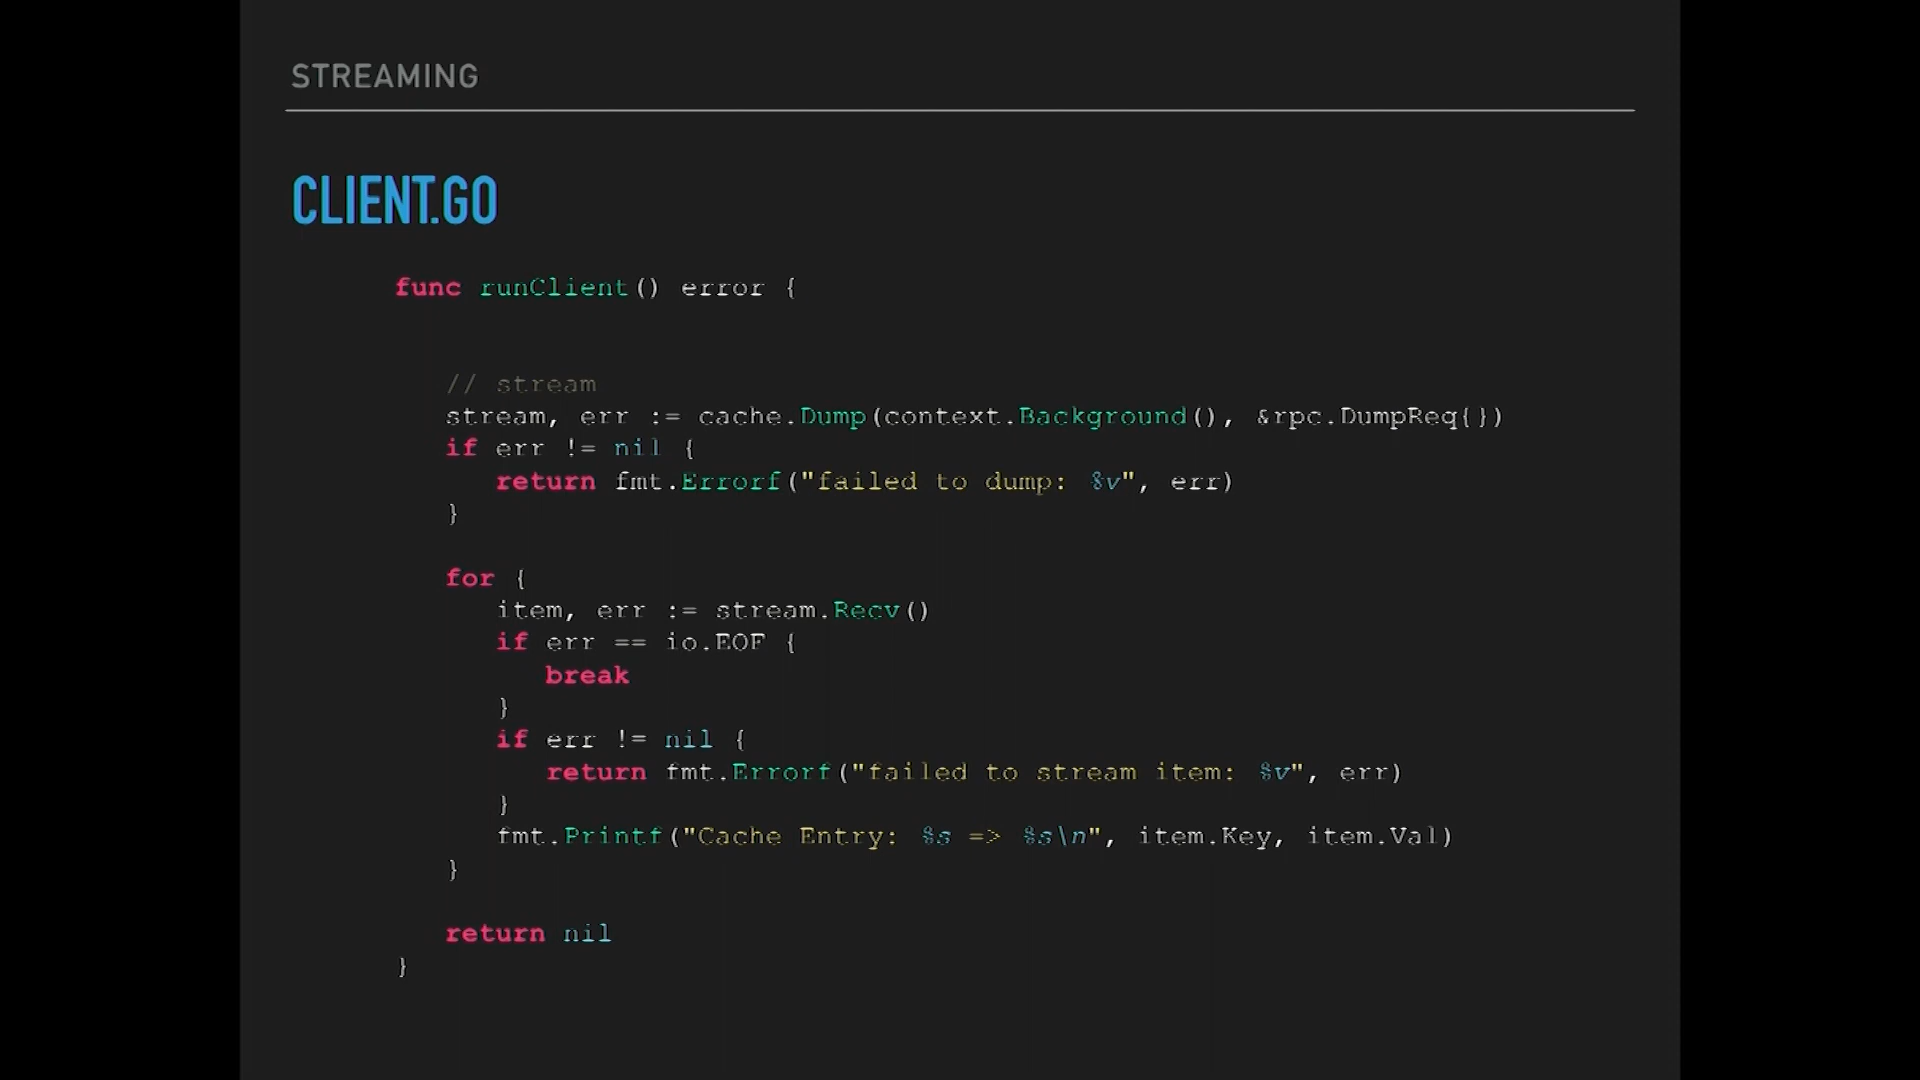 STREAMING
CLIENT.GO
func runClient() error {
// stream
stream, err := cache.Dump(context.Background(), &rpc.DumpReq{})
if err != nil {
return fmt.Errorf("failed to dump: %v", err)
}
for {
item, err := stream.Recv()
if err == io.EOF {
break
}
if err != nil {
return fmt.Errorf("failed to stream item: %v", err)
}
fmt.Printf("Cache Entry: %s => %s\n", item.Key, item.Val)
}
return nil
}